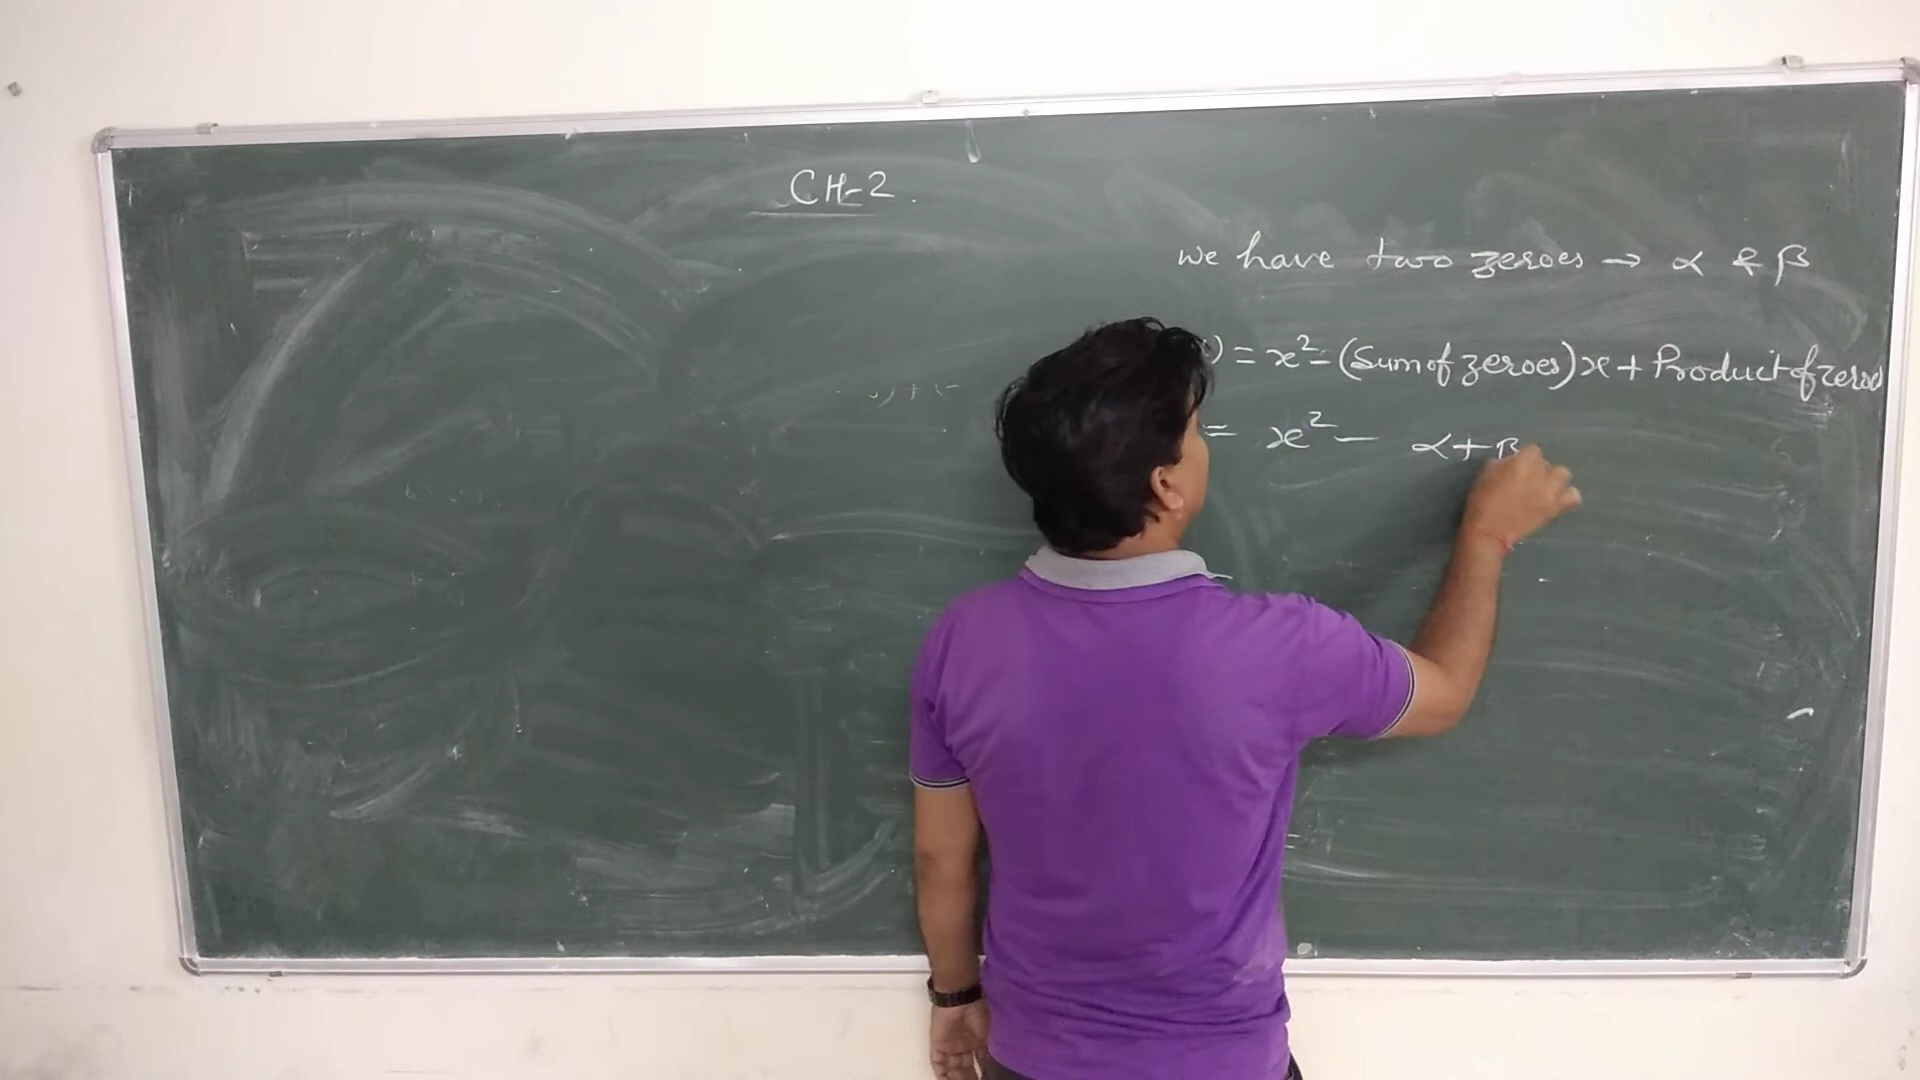 CH-2.
we have two zeroes → α & β
) = x² - (Sum of zeroes)x + Product of zeroes
= x² - α+β